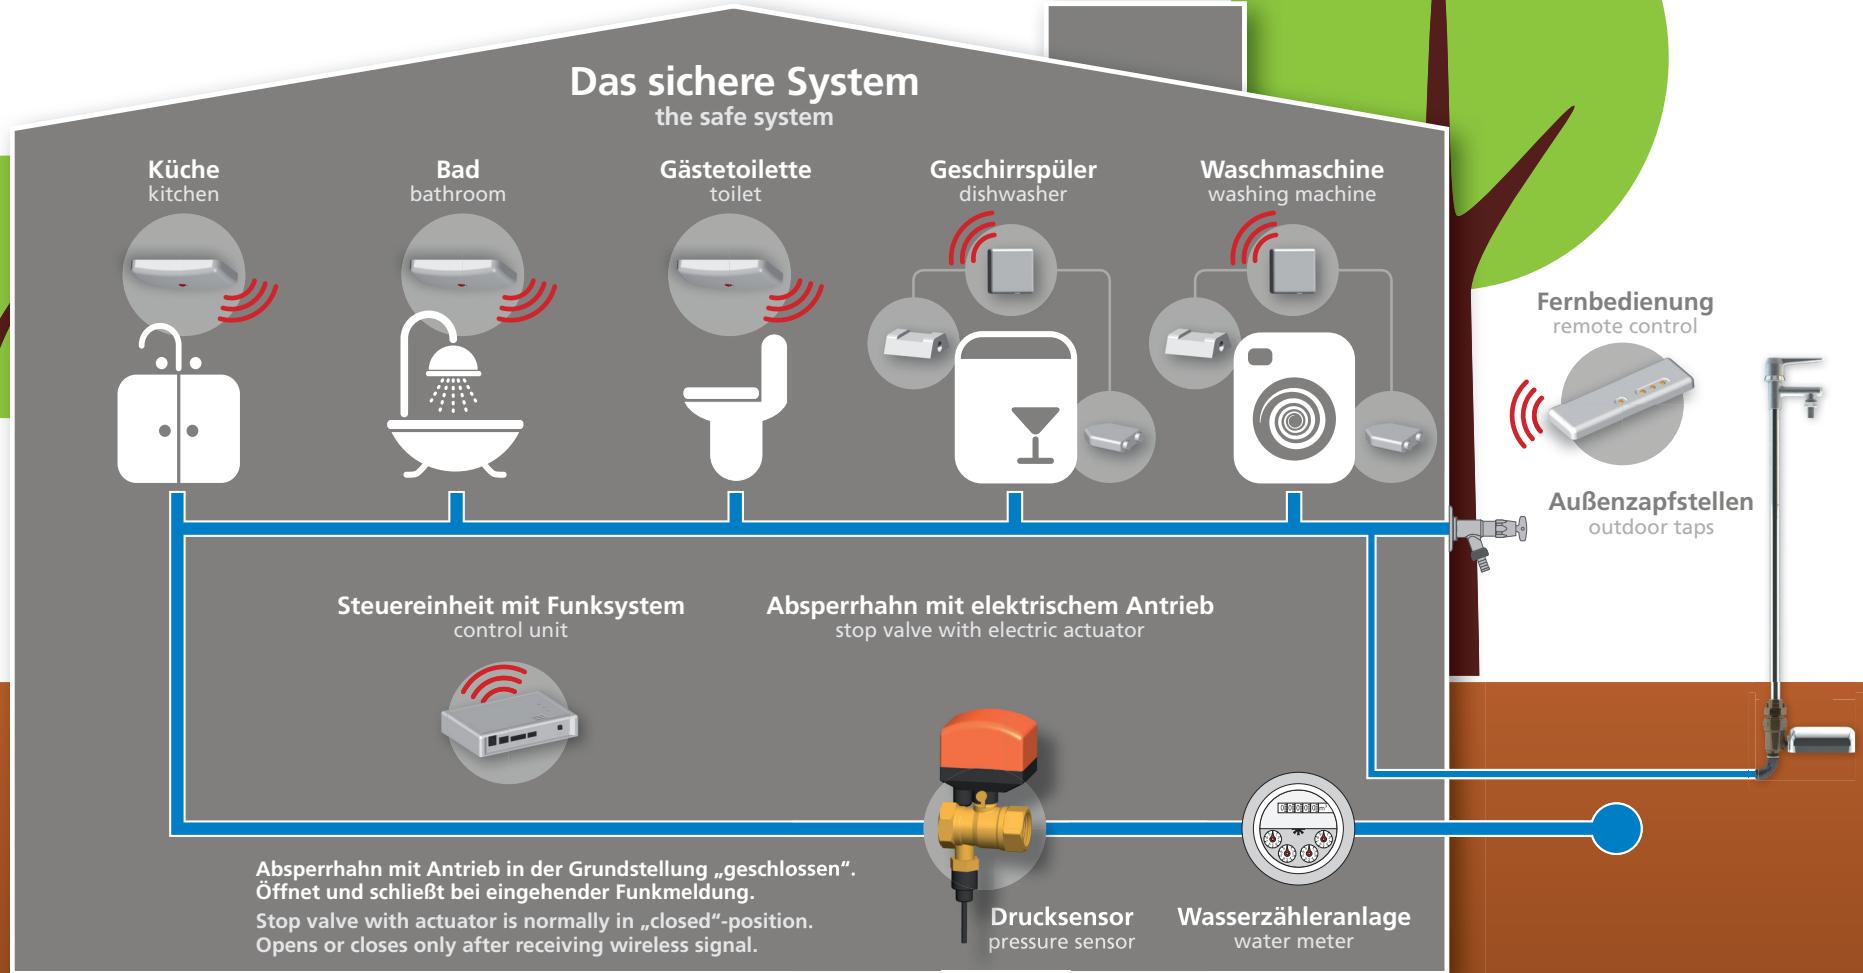 Das sichere System
the safe system
Küche
kitchen
Bad
bathroom
Gästetoilette
toilet
Geschirrspüler
dishwasher
Waschmaschine
washing machine
Fernbedienung
remote control
Außenzapfstellen
outdoor taps
Steuereinheit mit Funksystem
control unit
Absperrhahn mit elektrischem Antrieb
stop valve with electric actuator
Absperrhahn mit Antrieb in der Grundstellung „geschlossen“.
Öffnet und schließt bei eingehender Funkmeldung.
Stop valve with actuator is normally in „closed“-position.
Opens or closes only after receiving wireless signal.
Drucksensor
pressure sensor
Wasserzähleranlage
water meter